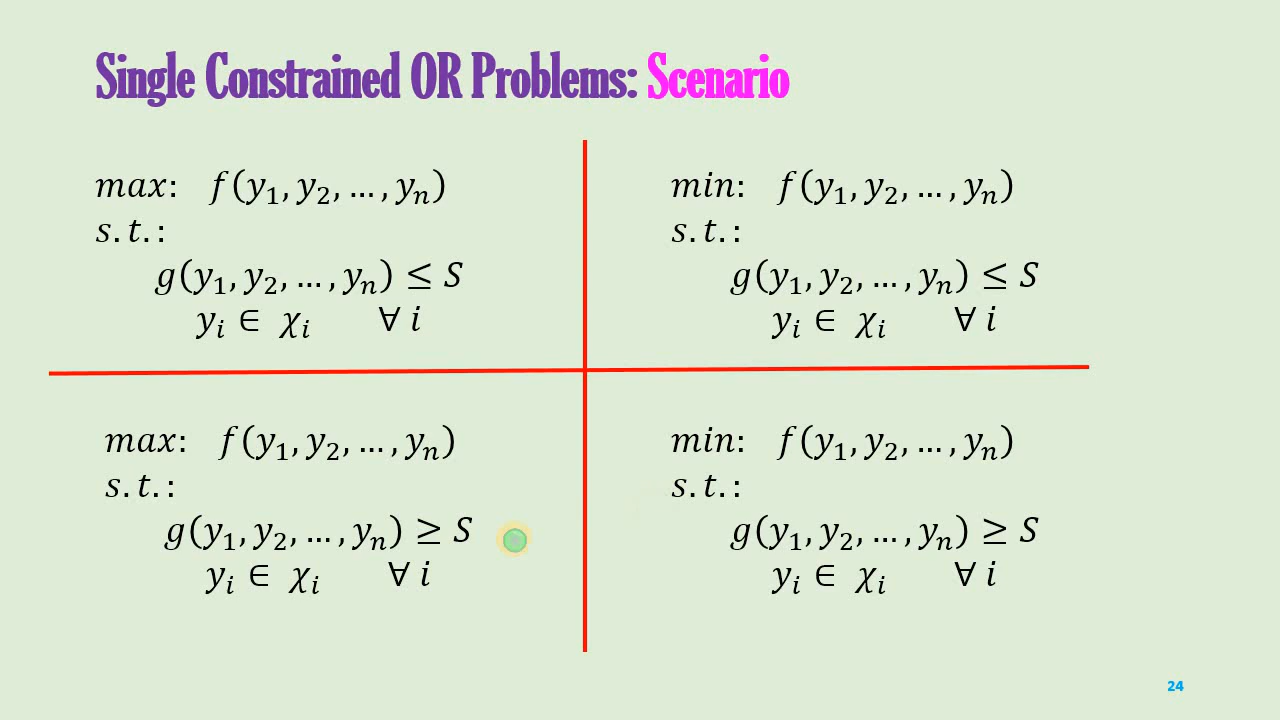 Single Constrained OR Problems: Scenario
max: f(y₁, y₂, … , yₙ)
s.t.:
g(y₁, y₂, … , yₙ) ≤ S
yᵢ ∈ χᵢ ∀ i
min: f(y₁, y₂, … , yₙ)
s.t.:
g(y₁, y₂, … , yₙ) ≤ S
yᵢ ∈ χᵢ ∀ i
max: f(y₁, y₂, … , yₙ)
s.t.:
g(y₁, y₂, … , yₙ) ≥ S
yᵢ ∈ χᵢ ∀ i
min: f(y₁, y₂, … , yₙ)
s.t.:
g(y₁, y₂, … , yₙ) ≥ S
yᵢ ∈ χᵢ ∀ i
24